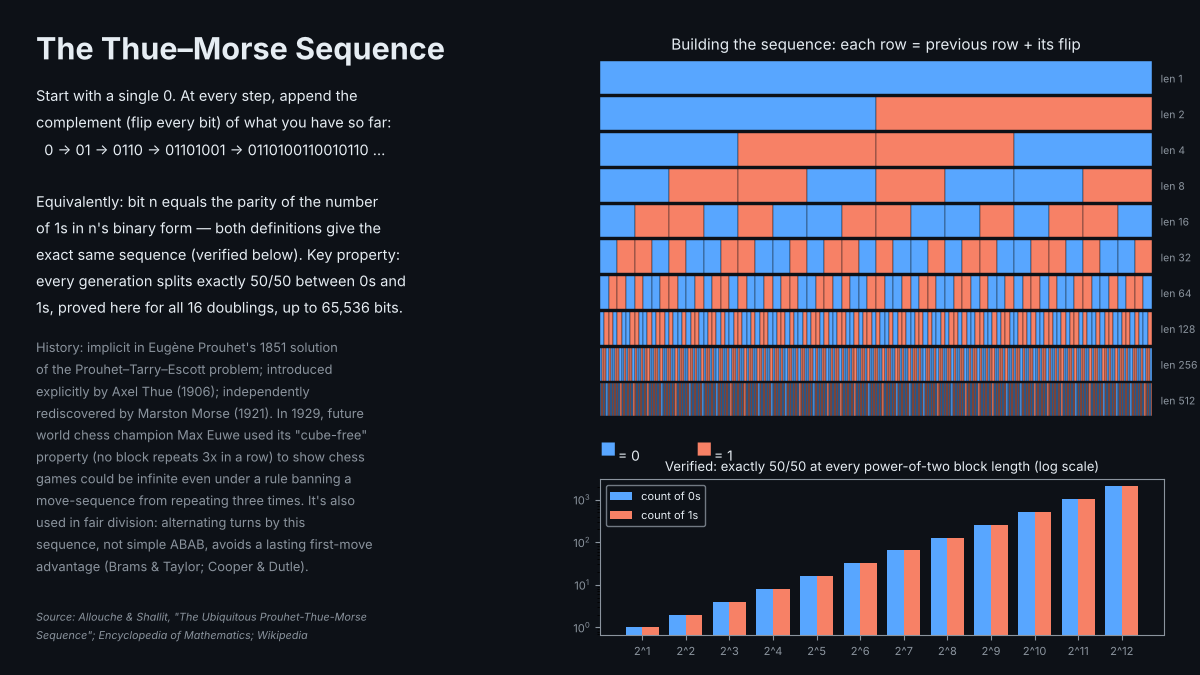 The Thue–Morse Sequence
Start with a single 0. At every step, append the
complement (flip every bit) of what you have so far:
0 → 01 → 0110 → 01101001 → 0110100110010110 ...
Equivalently: bit n equals the parity of the number
of 1s in n's binary form — both definitions give the
exact same sequence (verified below). Key property:
every generation splits exactly 50/50 between 0s and
1s, proved here for all 16 doublings, up to 65,536 bits.
History: implicit in Eugène Prouhet's 1851 solution
of the Prouhet–Tarry–Escott problem; introduced
explicitly by Axel Thue (1906); independently
rediscovered by Marston Morse (1921). In 1929, future
world chess champion Max Euwe used its "cube-free"
property (no block repeats 3x in a row) to show chess
games could be infinite even under a rule banning a
move-sequence from repeating three times. It's also
used in fair division: alternating turns by this
sequence, not simple ABAB, avoids a lasting first-move
advantage (Brams & Taylor; Cooper & Dutle).
Source: Allouche & Shallit, "The Ubiquitous Prouhet-Thue-Morse
Sequence"; Encyclopedia of Mathematics; Wikipedia
Building the sequence: each row = previous row + its flip
len 1
len 2
len 4
len 8
len 16
len 32
len 64
len 128
len 256
len 512
= 0 = 1
Verified: exactly 50/50 at every power-of-two block length (log scale)
count of 0s
count of 1s
10³
10²
10¹
10⁰
2^1 2^2 2^3 2^4 2^5 2^6 2^7 2^8 2^9 2^10 2^11 2^12